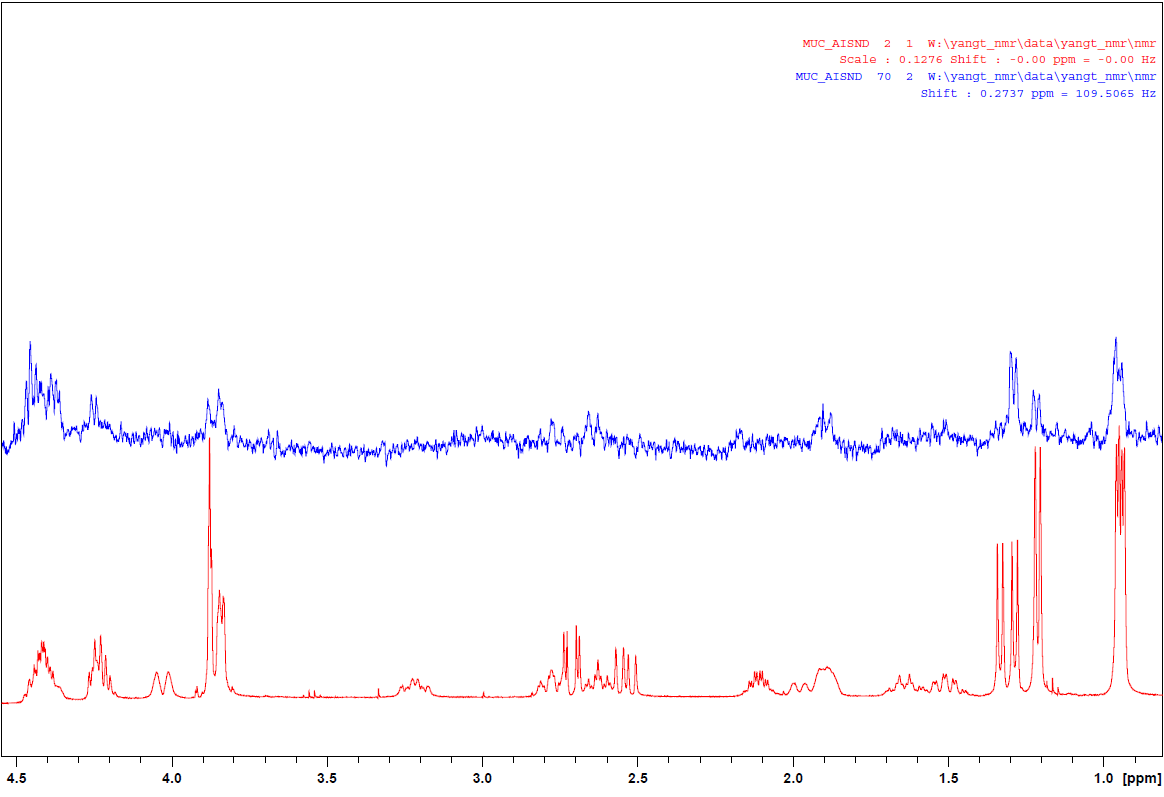 MUC_AISND 2 1 W:\yangt_nmr\data\yangt_nmr\nmr
Scale : 0.1276 Shift : -0.00 ppm = -0.00 Hz
MUC_AISND 70 2 W:\yangt_nmr\data\yangt_nmr\nmr
Shift : 0.2737 ppm = 109.5065 Hz
4.5 4.0 3.5 3.0 2.5 2.0 1.5 1.0 [ppm]